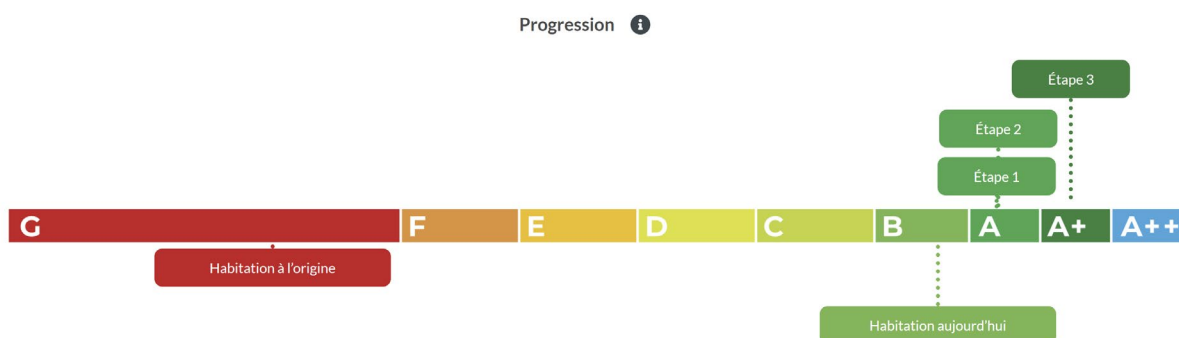 Progression
Étape 3
Étape 2
Étape 1
G F E D C B A A+ A++
Habitation à l'origine
Habitation aujourd'hui